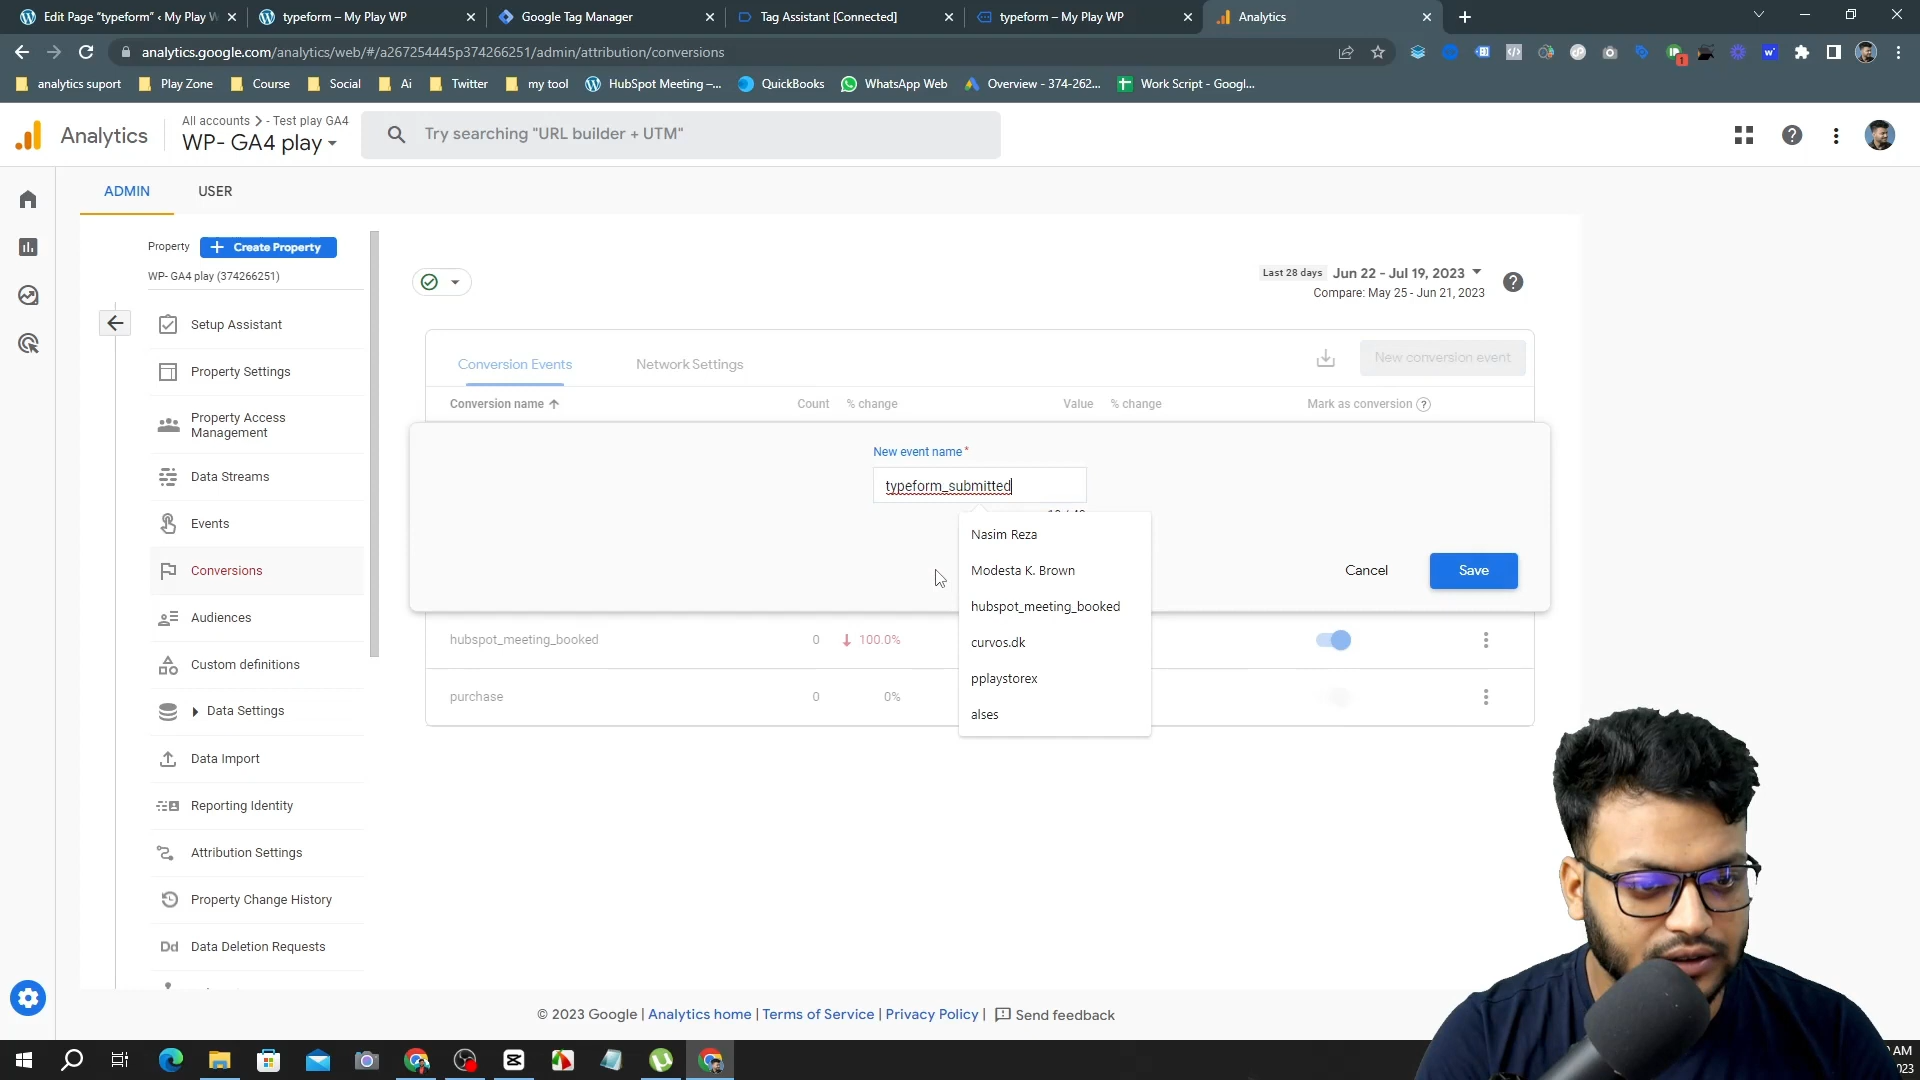 Edit Page "typeform" ‹ My Play W
typeform – My Play WP
Google Tag Manager
Tag Assistant [Connected]
typeform – My Play WP
Analytics
analytics.google.com/analytics/web/#/a267254445p374266251/admin/attribution/conversions
analytics suport
Play Zone
Course
Social
Ai
Twitter
my tool
HubSpot Meeting –...
QuickBooks
WhatsApp Web
Overview - 374-262...
Work Script - Googl...
Analytics
All accounts > - Test play GA4
WP- GA4 play
Try searching "URL builder + UTM"
ADMIN
USER
Property
Create Property
WP- GA4 play (374266251)
Setup Assistant
Property Settings
Property Access
Management
Data Streams
Events
Conversions
Audiences
Custom definitions
Data Settings
Data Import
Reporting Identity
Attribution Settings
Property Change History
Dd Data Deletion Requests
Last 28 days Jun 22 - Jul 19, 2023
Compare: May 25 - Jun 21, 2023
Conversion Events
Network Settings
New conversion event
Conversion name
Count
% change
Value
% change
Mark as conversion
New event name *
typeform_submitted
Nasim Reza
Modesta K. Brown
hubspot_meeting_booked
curvos.dk
pplaystorex
alses
Cancel
Save
hubspot_meeting_booked 0 100.0%
purchase 0 0%
© 2023 Google | Analytics home | Terms of Service | Privacy Policy | Send feedback
AM